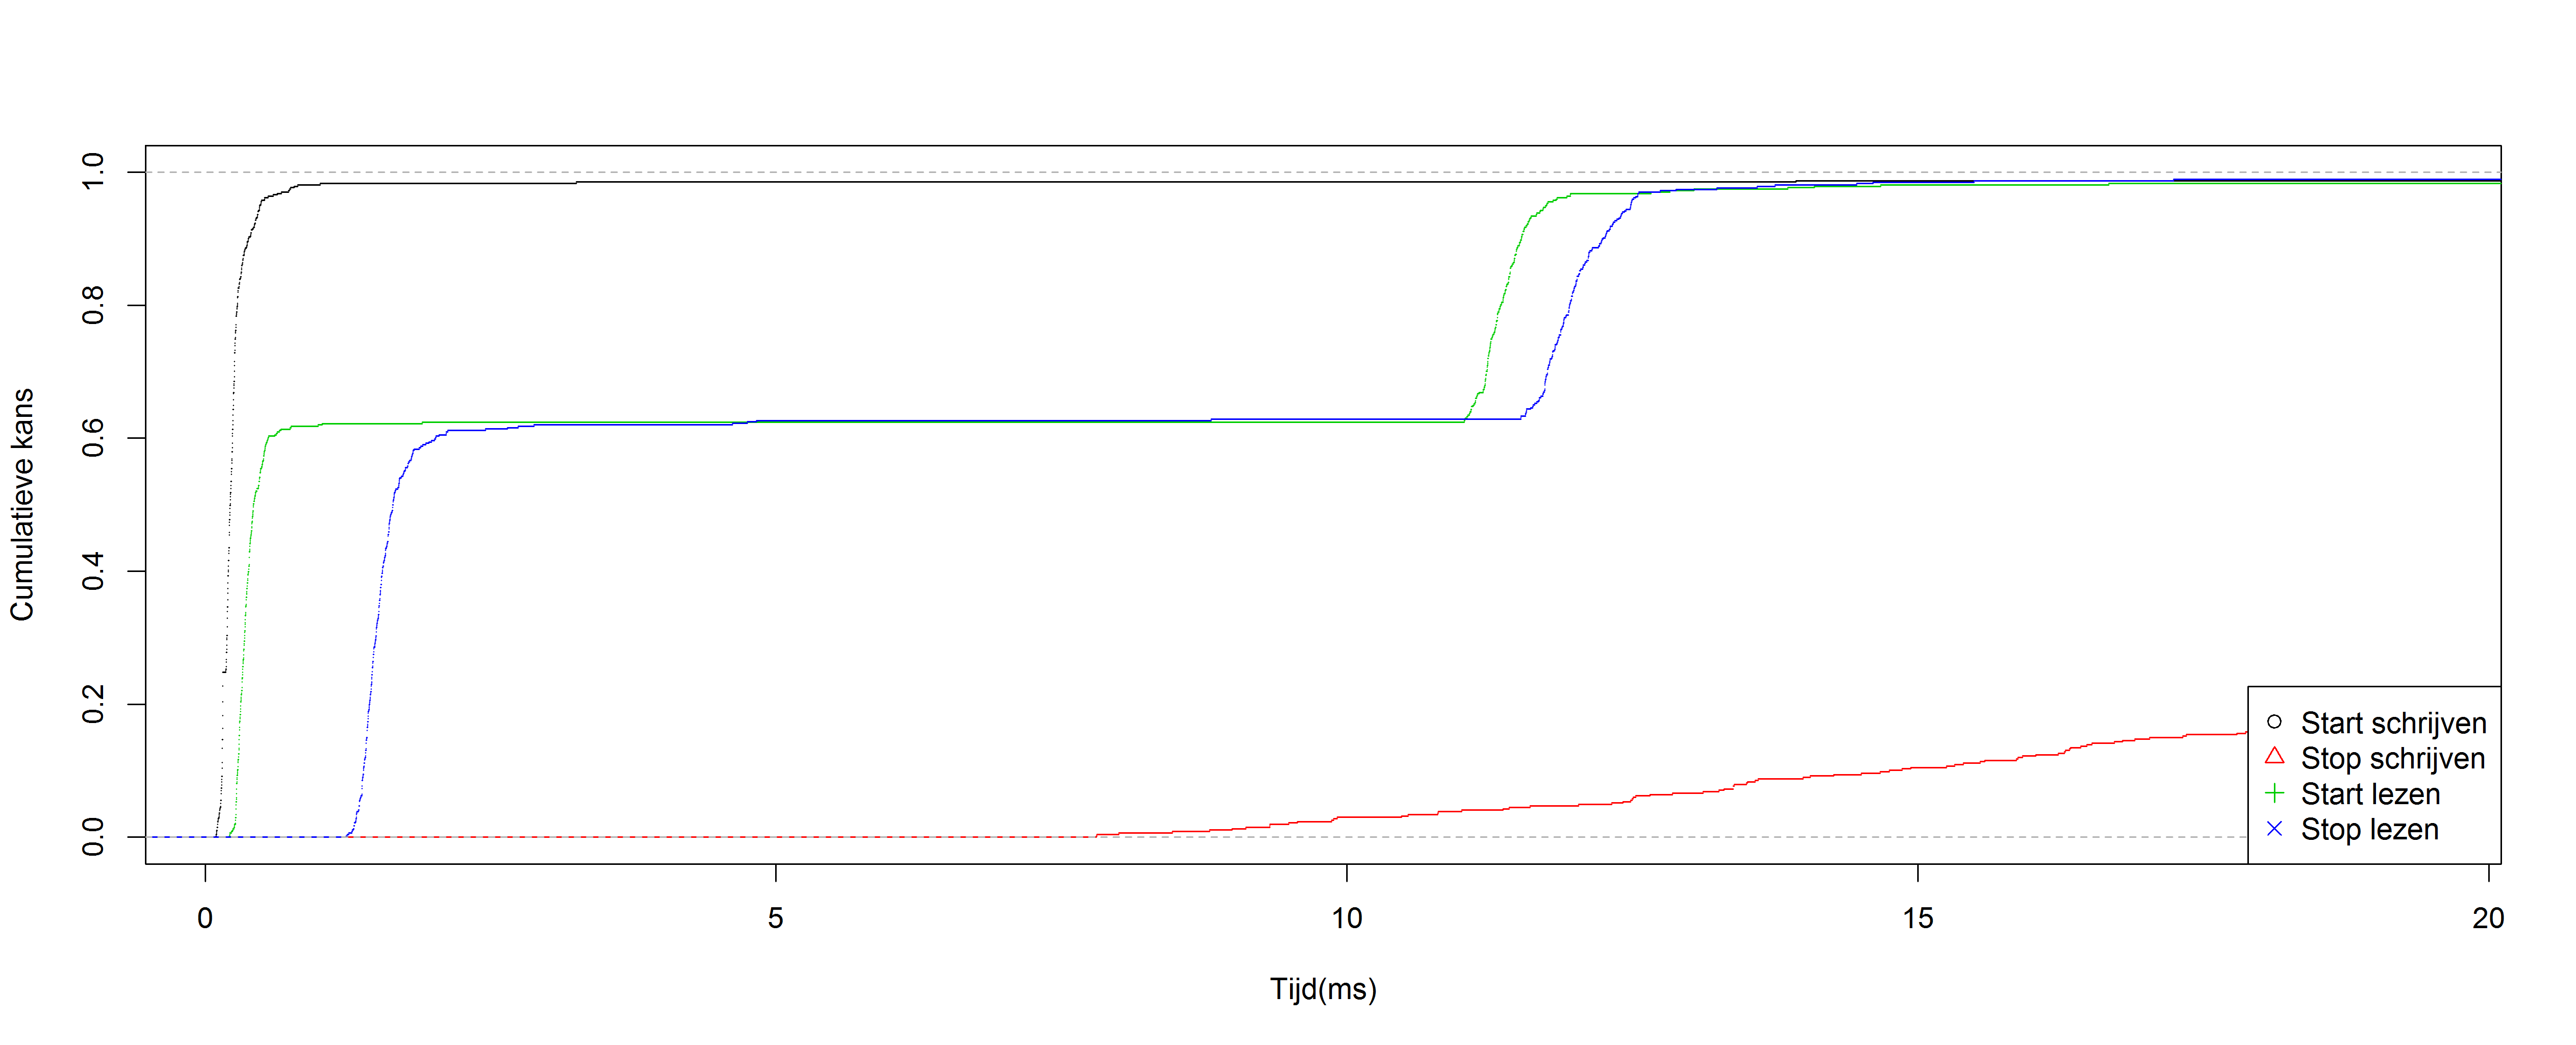 Cumulatieve kans
1.0
0.8
0.6
0.4
0.2
0.0
0 5 10 15 20
Tijd(ms)
Start schrijven
Stop schrijven
Start lezen
Stop lezen